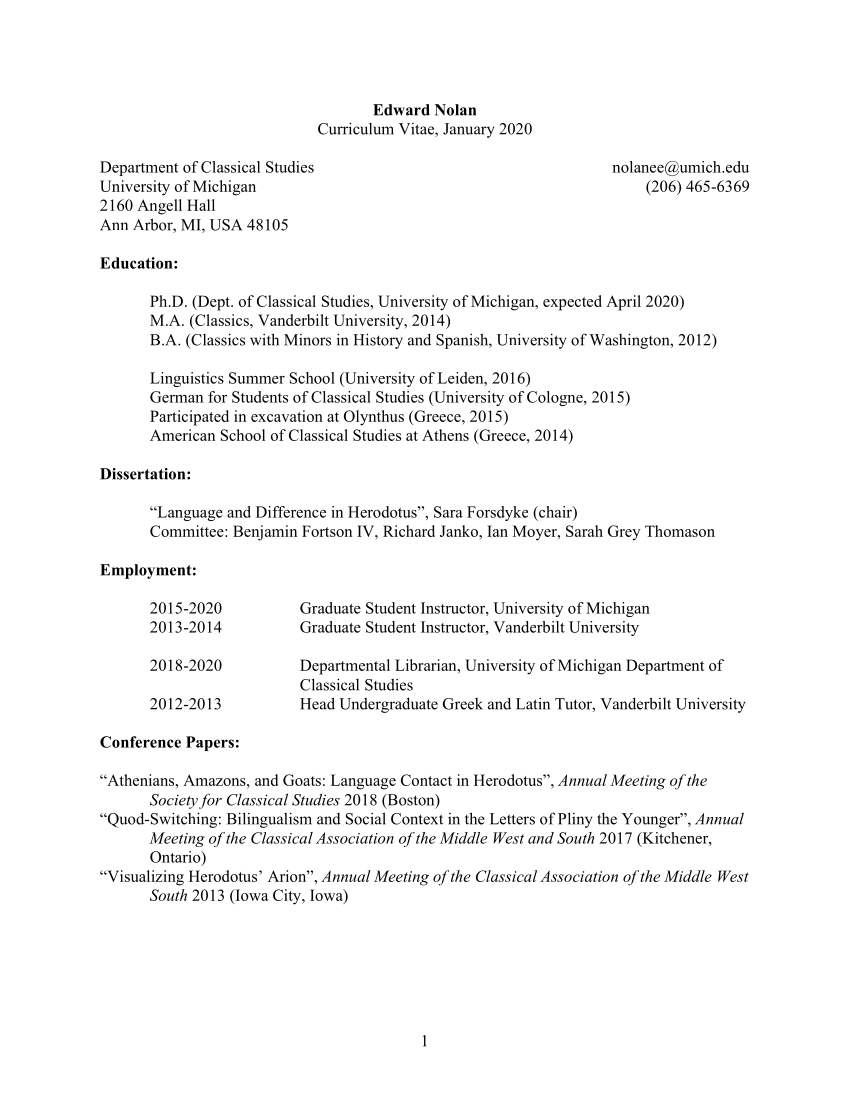 Edward Nolan
Curriculum Vitae, January 2020
Department of Classical Studies
nolanee@umich.edu
University of Michigan
(206) 465-6369
2160 Angell Hall
Ann Arbor, MI, USA 48105
Education:
Ph.D. (Dept. of Classical Studies, University of Michigan, expected April 2020)
M.A. (Classics, Vanderbilt University, 2014)
B.A. (Classics with Minors in History and Spanish, University of Washington, 2012)
Linguistics Summer School (University of Leiden, 2016)
German for Students of Classical Studies (University of Cologne, 2015)
Participated in excavation at Olynthus (Greece, 2015)
American School of Classical Studies at Athens (Greece, 2014)
Dissertation:
“Language and Difference in Herodotus”, Sara Forsdyke (chair)
Committee: Benjamin Fortson IV, Richard Janko, Ian Moyer, Sarah Grey Thomason
Employment:
2015-2020 Graduate Student Instructor, University of Michigan
2013-2014 Graduate Student Instructor, Vanderbilt University
2018-2020 Departmental Librarian, University of Michigan Department of
Classical Studies
2012-2013 Head Undergraduate Greek and Latin Tutor, Vanderbilt University
Conference Papers:
“Athenians, Amazons, and Goats: Language Contact in Herodotus”, Annual Meeting of the
Society for Classical Studies 2018 (Boston)
“Quod-Switching: Bilingualism and Social Context in the Letters of Pliny the Younger”, Annual
Meeting of the Classical Association of the Middle West and South 2017 (Kitchener,
Ontario)
“Visualizing Herodotus’ Arion”, Annual Meeting of the Classical Association of the Middle West
South 2013 (Iowa City, Iowa)
1